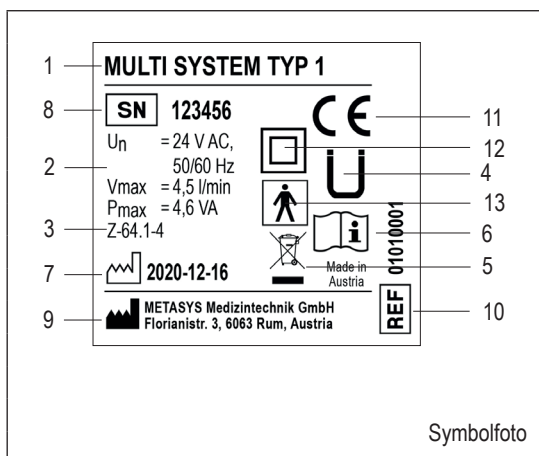 1 MULTI SYSTEM TYP 1
8 SN 123456
Un = 24 V AC,
50/60 Hz
2
Vmax = 4,5 l/min
Pmax = 4,6 VA
3 Z-64.1-4
7 2020-12-16
9 METASYS Medizintechnik GmbH
Florianistr. 3, 6063 Rum, Austria
CE 11
12
U 4
13
i 6
5
Made in
Austria
01010001
REF 10
Symbolfoto